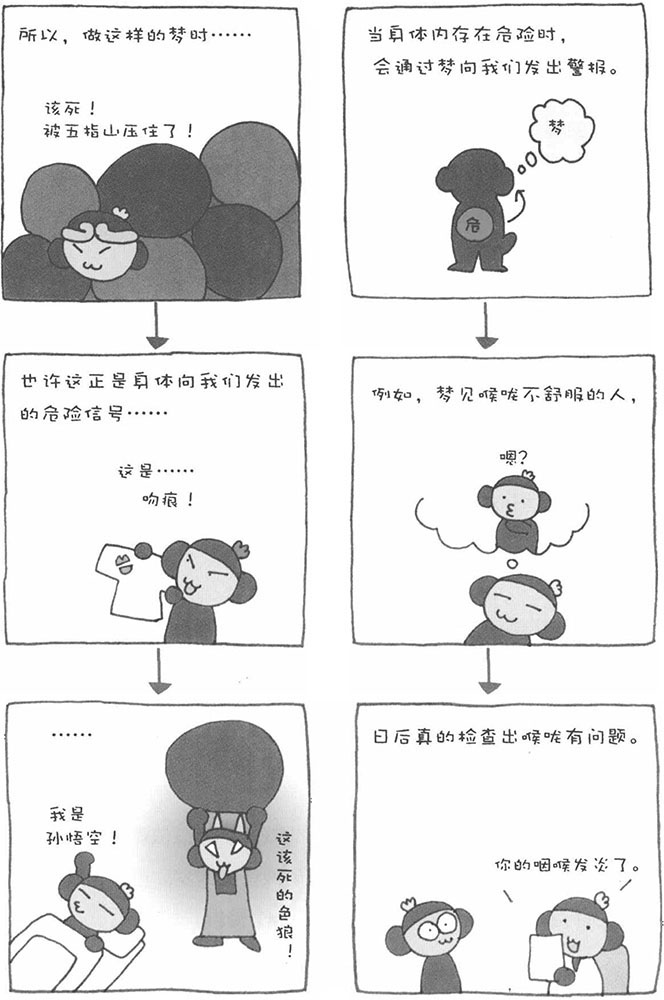 当身体内存在危险时，
会通过梦向我们发出警报。
梦
危
例如，梦见喉咙不舒服的人，
嗯？
日后真的检查出喉咙有问题。
你的咽喉发炎了。
所以，做这样的梦时……
该死！
被五指山压住了！
也许这正是身体向我们发出
的危险信号……
这是……
吻痕！
……
我是
孙悟空！
这该死的色狼！